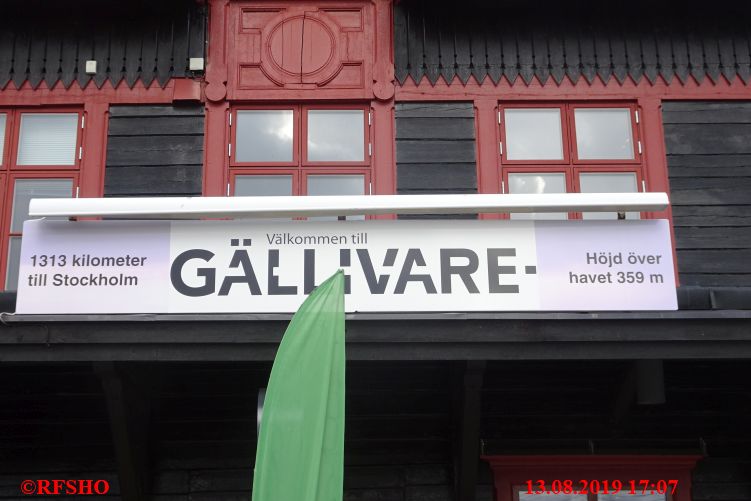 1313 kilometer
till Stockholm
Välkommen till
GÄLLIVARE
Höjd över
havet 359 m
©RFSHO
13.08.2019 17:07